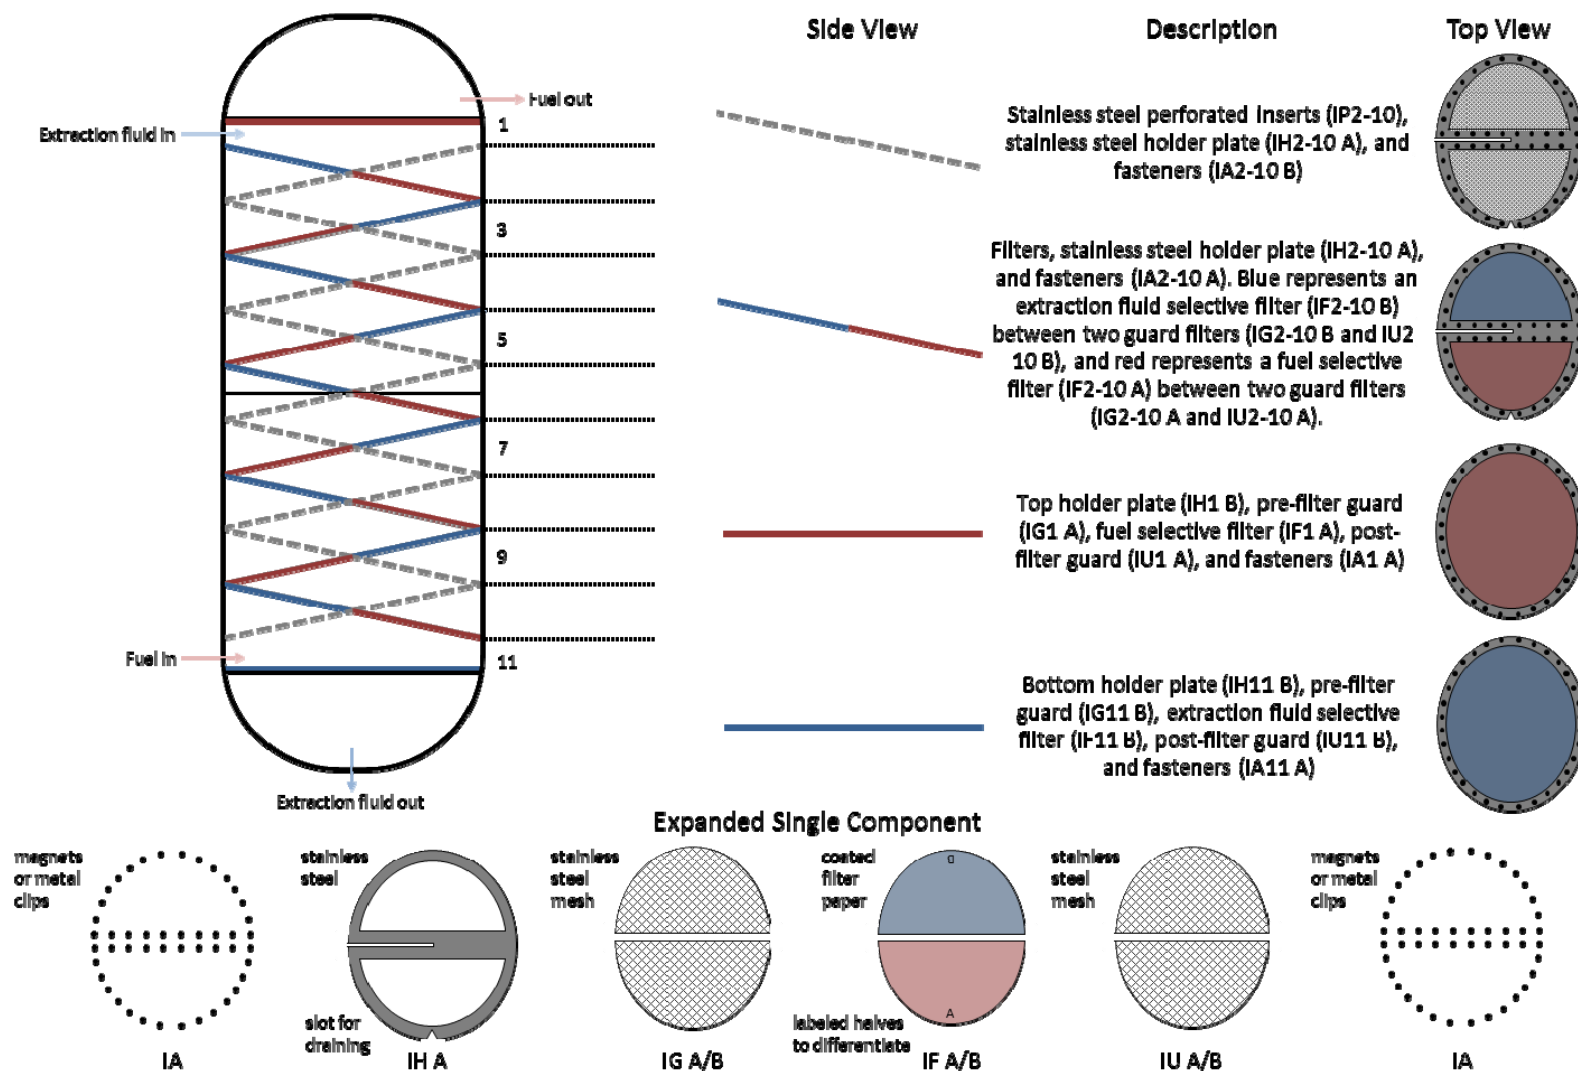 Side View
Description
Top View
Fuel out
Extraction fluid in
1
3
5
7
9
11
Fuel in
Extraction fluid out
Stainless steel perforated inserts (IP2-10),
stainless steel holder plate (IH2-10 A), and
fasteners (IA2-10 B)
Filters, stainless steel holder plate (IH2-10 A),
and fasteners (IA2-10 A). Blue represents an
extraction fluid selective filter (IF2-10 B)
between two guard filters (IG2-10 B and IU2
10 B), and red represents a fuel selective
filter (IF2-10 A) between two guard filters
(IG2-10 A and IU2-10 A).
Top holder plate (IH1 B), pre-filter guard
(IG1 A), fuel selective filter (IF1 A), post-
filter guard (IU1 A), and fasteners (IA1 A)
Bottom holder plate (IH11 B), pre-filter
guard (IG11 B), extraction fluid selective
filter (IF11 B), post-filter guard (IU11 B),
and fasteners (IA11 A)
Expanded Single Component
magnets
or metal
clips
IA
stainless
steel
slot for
draining
IH A
stainless
steel
mesh
IG A/B
coated
filter
paper
A
labeled halves
to differentiate
IF A/B
stainless
steel
mesh
IU A/B
magnets
or metal
clips
IA